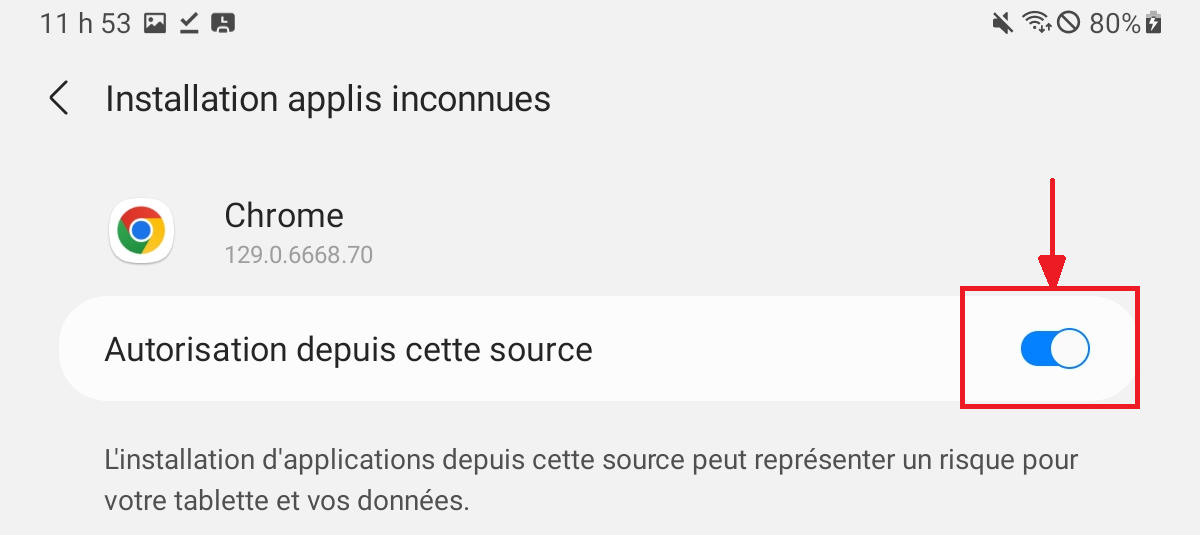 11 h 53 80%
Installation applis inconnues
Chrome
129.0.6668.70
Autorisation depuis cette source
L'installation d'applications depuis cette source peut représenter un risque pour
votre tablette et vos données.